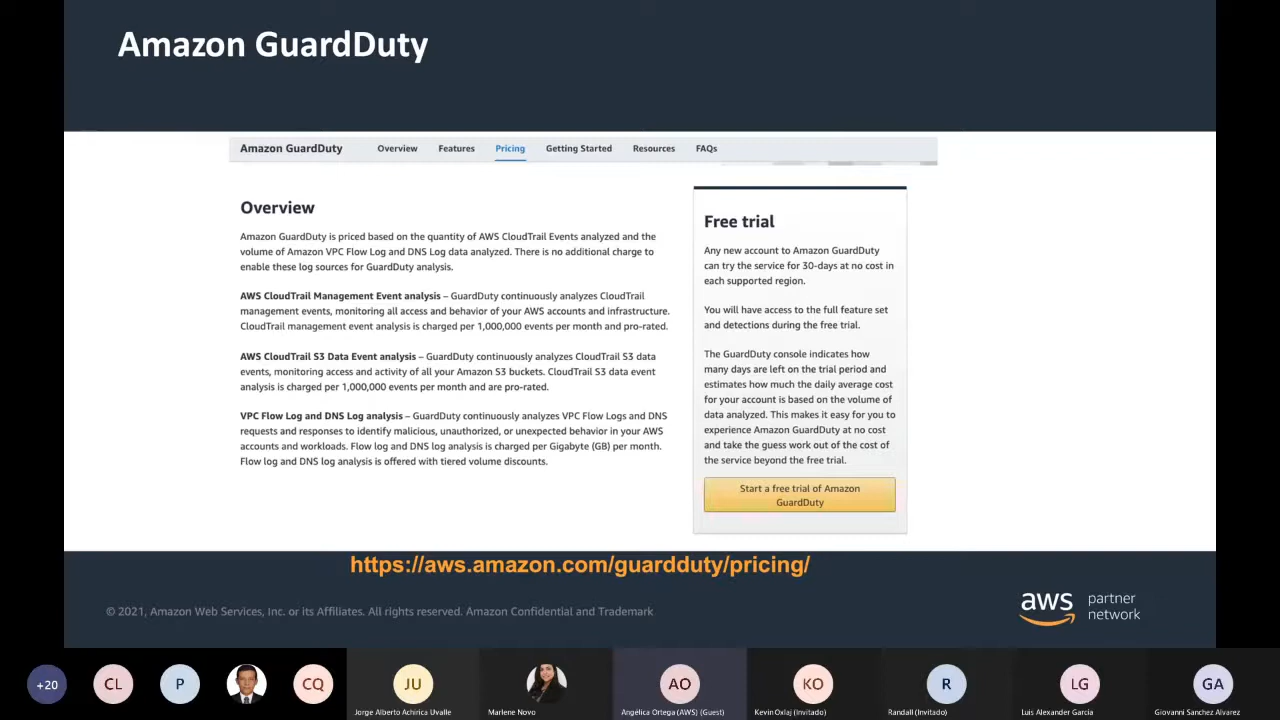 Amazon GuardDuty
Amazon GuardDuty
Overview
Features
Pricing
Getting Started
Resources
FAQs
Overview
Amazon GuardDuty is priced based on the quantity of AWS CloudTrail Events analyzed and the
volume of Amazon VPC Flow Log and DNS Log data analyzed. There is no additional charge to
enable these log sources for GuardDuty analysis.
AWS CloudTrail Management Event analysis – GuardDuty continuously analyzes CloudTrail
management events, monitoring all access and behavior of your AWS accounts and infrastructure.
CloudTrail management event analysis is charged per 1,000,000 events per month and pro-rated.
AWS CloudTrail S3 Data Event analysis – GuardDuty continuously analyzes CloudTrail S3 data
events, monitoring access and activity of all your Amazon S3 buckets. CloudTrail S3 data event
analysis is charged per 1,000,000 events per month and are pro-rated.
VPC Flow Log and DNS Log analysis – GuardDuty continuously analyzes VPC Flow Logs and DNS
requests and responses to identify malicious, unauthorized, or unexpected behavior in your AWS
accounts and workloads. Flow log and DNS log analysis is charged per Gigabyte (GB) per month.
Flow log and DNS log analysis is offered with tiered volume discounts.
Free trial
Any new account to Amazon GuardDuty
can try the service for 30-days at no cost in
each supported region.
You will have access to the full feature set
and detections during the free trial.
The GuardDuty console indicates how
many days are left on the trial period and
estimates how much the daily average cost
for your account is based on the volume of
data analyzed. This makes it easy for you to
experience Amazon GuardDuty at no cost
and take the guess work out of the cost of
the service beyond the free trial.
Start a free trial of Amazon
GuardDuty
https://aws.amazon.com/guardduty/pricing/
© 2021, Amazon Web Services, Inc. or its Affiliates. All rights reserved. Amazon Confidential and Trademark
aws
partner
network
+20
CL
P
CQ
JU
AO
KO
R
LG
GA
Jorge Alberto Achirica Uvalle
Marlene Novo
Angélica Ortega (AWS) (Guest)
Kevin Oxlaj (Invitado)
Randall (Invitado)
Luis Alexander García
Giovanni Sanchez Alvarez